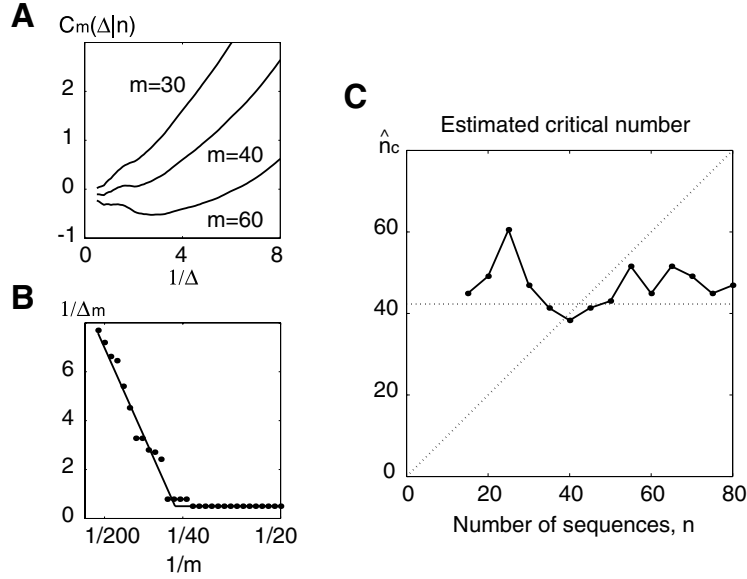 A
Cm(Δ|n)
2
1
0
-1
m=30
m=40
m=60
0 4 8
1/Δ
B
1/Δm
6
4
2
0
1/200 1/40 1/20
1/m
C
Estimated critical number
n̂c
60
40
20
0
0 20 40 60 80
Number of sequences, n